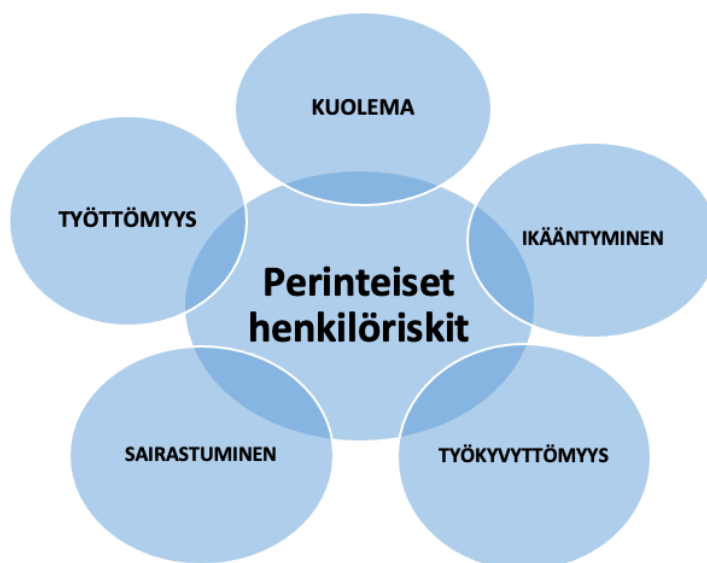 KUOLEMA
TYÖTTÖMYYS
IKÄÄNTYMINEN
Perinteiset
henkilöriskit
SAIRASTUMINEN
TYÖKYVYTTÖMYYS